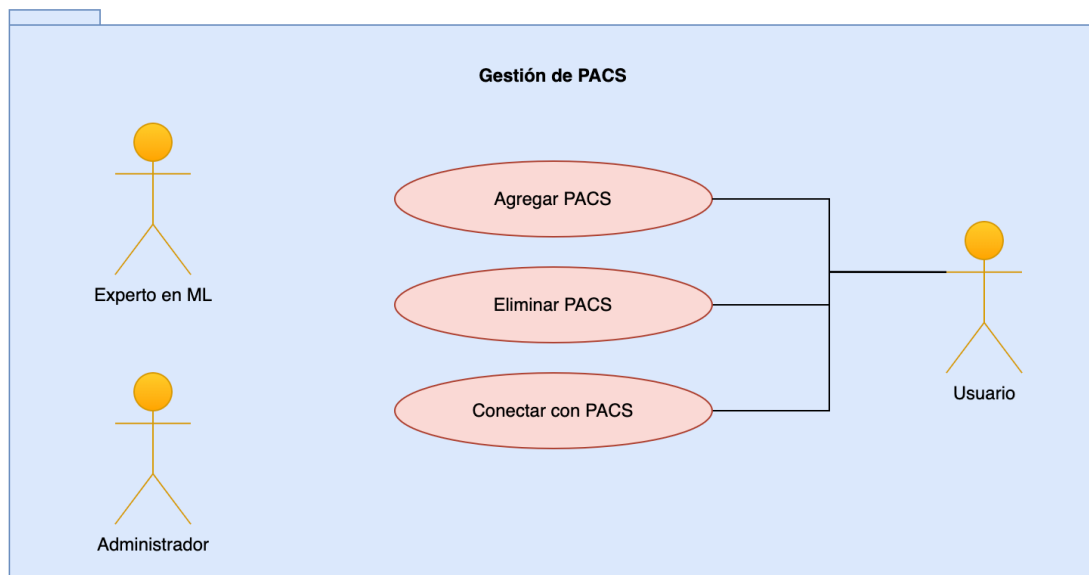 Gestión de PACS
Agregar PACS
Experto en ML
Eliminar PACS
Usuario
Conectar con PACS
Administrador